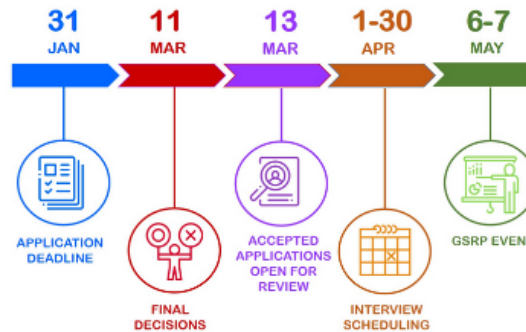 31
JAN
11
MAR
13
MAR
1-30
APR
6-7
MAY
APPLICATION
DEADLINE
FINAL
DECISIONS
ACCEPTED
APPLICATIONS
OPEN FOR
REVIEW
INTERVIEW
SCHEDULING
GSRP EVEN